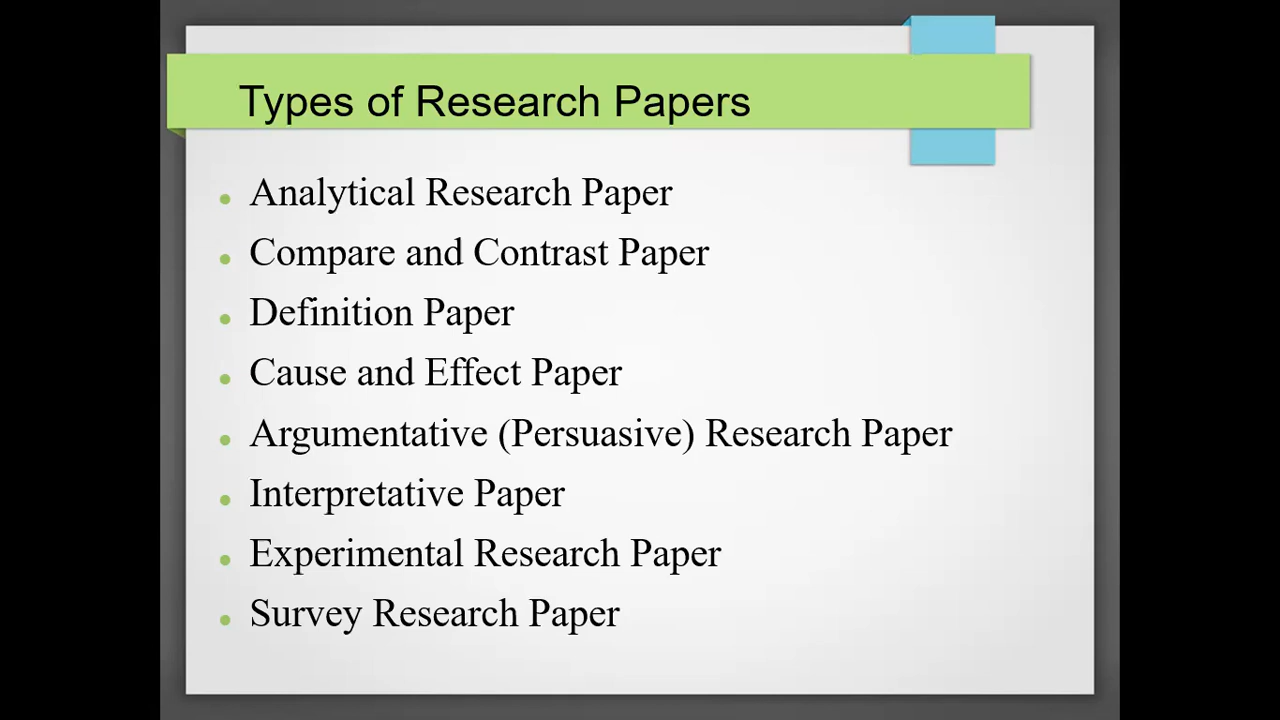 Types of Research Papers
Analytical Research Paper
Compare and Contrast Paper
Definition Paper
Cause and Effect Paper
Argumentative (Persuasive) Research Paper
Interpretative Paper
Experimental Research Paper
Survey Research Paper